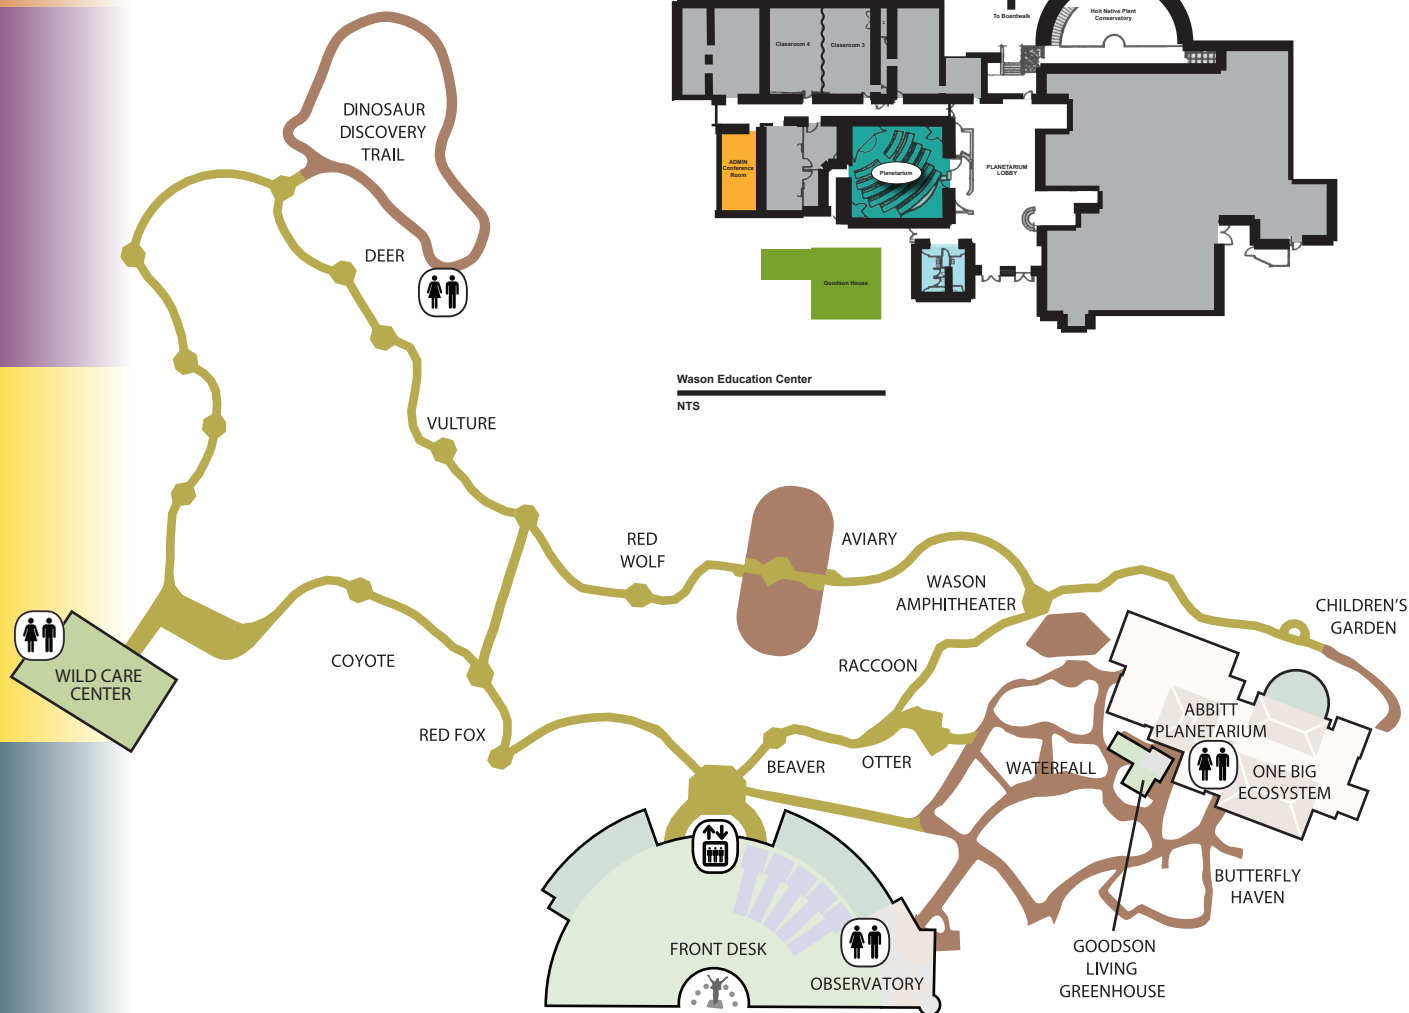 To Boardwalk
Holt Native Plant
Conservatory
Classroom 4
Classroom 3
ADMIN
Conference
Room
Planetarium
PLANETARIUM
LOBBY
Goodson House
Wason Education Center
NTS
DINOSAUR
DISCOVERY
TRAIL
DEER
VULTURE
RED
WOLF
AVIARY
WASON
AMPHITHEATER
CHILDREN'S
GARDEN
COYOTE
RACCOON
WILD CARE
CENTER
RED FOX
BEAVER
OTTER
WATERFALL
ABBITT
PLANETARIUM
ONE BIG
ECOSYSTEM
BUTTERFLY
HAVEN
FRONT DESK
OBSERVATORY
GOODSON
LIVING
GREENHOUSE